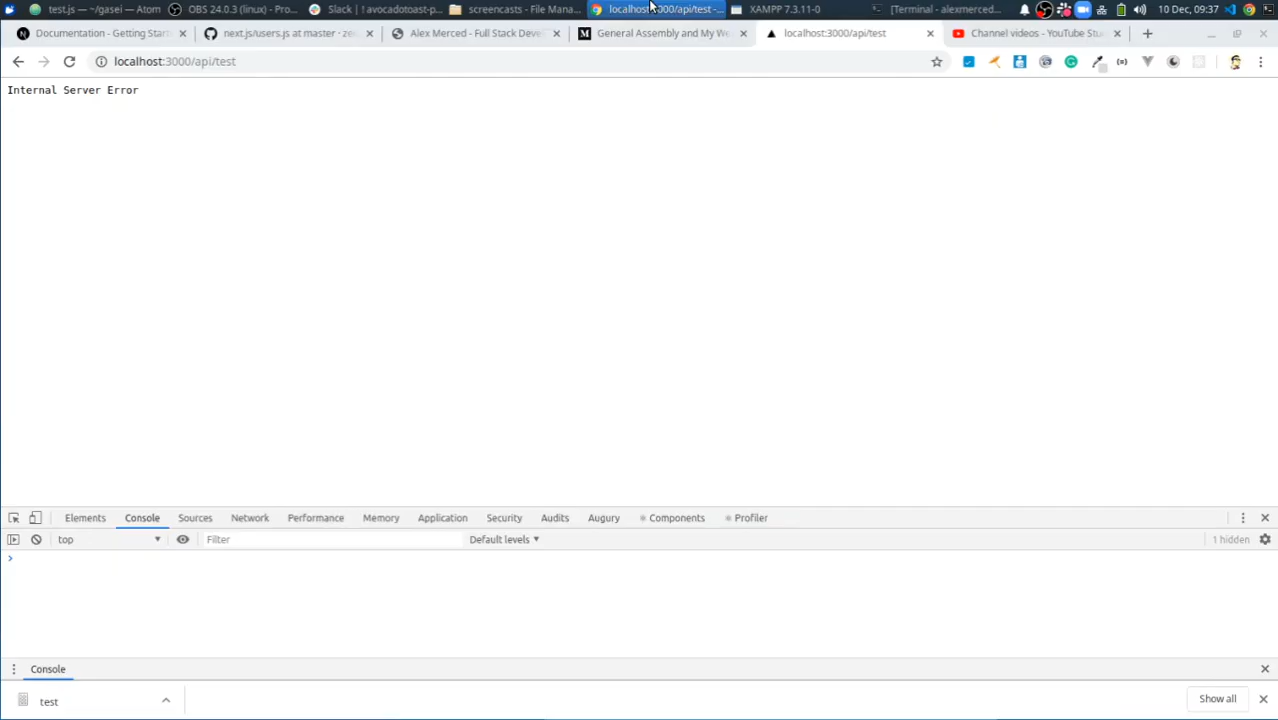 test.js — ~/gasei — Atom
OBS 24.0.3 (linux) - Pro...
Slack | ! avocadotoast-p...
screencasts - File Mana...
localhost:3000/api/test -...
XAMPP 7.3.11-0
[Terminal - alexmerced...
10 Dec, 09:37
Documentation - Getting Star
next.js/users.js at master · ze
Alex Merced - Full Stack Deve
General Assembly and My We
localhost:3000/api/test
Channel videos - YouTube Stu
localhost:3000/api/test
Internal Server Error
Elements
Console
Sources
Network
Performance
Memory
Application
Security
Audits
Augury
Components
Profiler
top
Filter
Default levels
1 hidden
Console
test
Show all